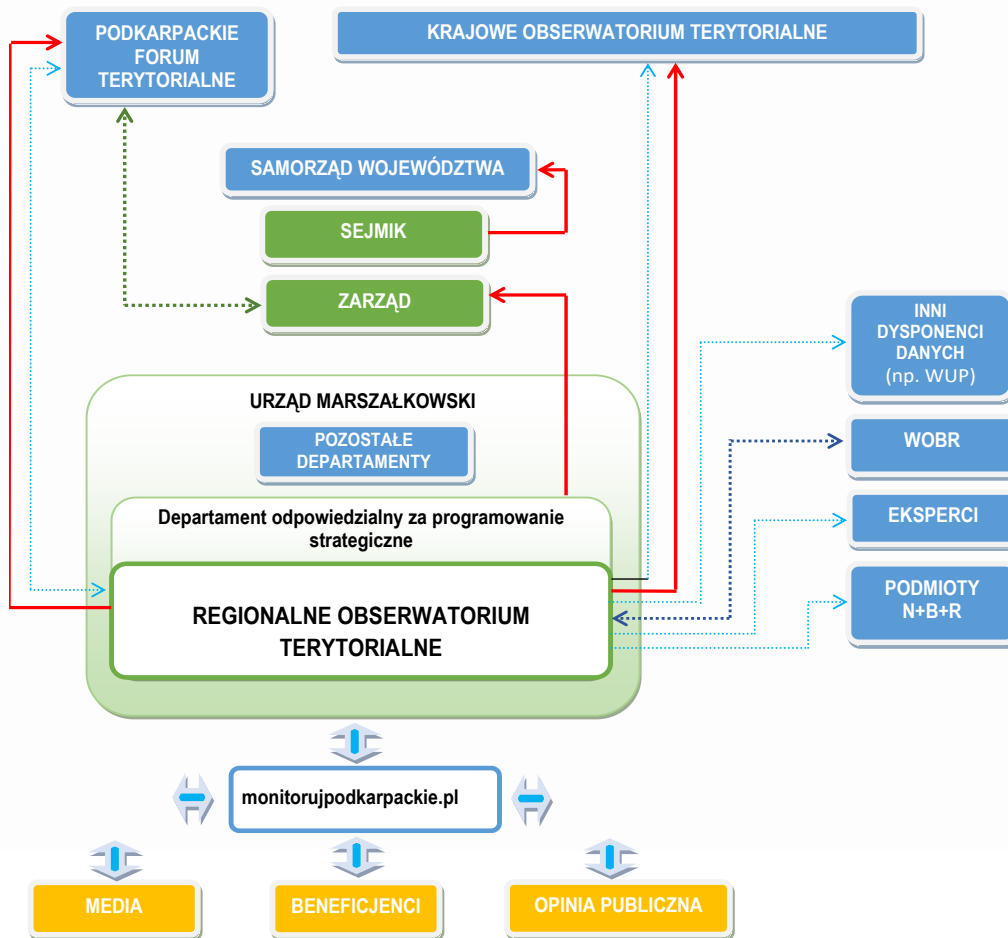 PODKARPACKIE
FORUM
TERYTORIALNE
KRAJOWE OBSERWATORIUM TERYTORIALNE
SAMORZĄD WOJEWÓDZTWA
SEJMIK
ZARZĄD
INNI
DYSPONENCI
DANYCH
(np. WUP)
URZĄD MARSZAŁKOWSKI
POZOSTAŁE
DEPARTAMENTY
WOBR
EKSPERCI
Departament odpowiedzialny za programowanie
strategiczne
PODMIOTY
N+B+R
REGIONALNE OBSERWATORIUM
TERYTORIALNE
monitorujpodkarpackie.pl
MEDIA
BENEFICJENCI
OPINIA PUBLICZNA